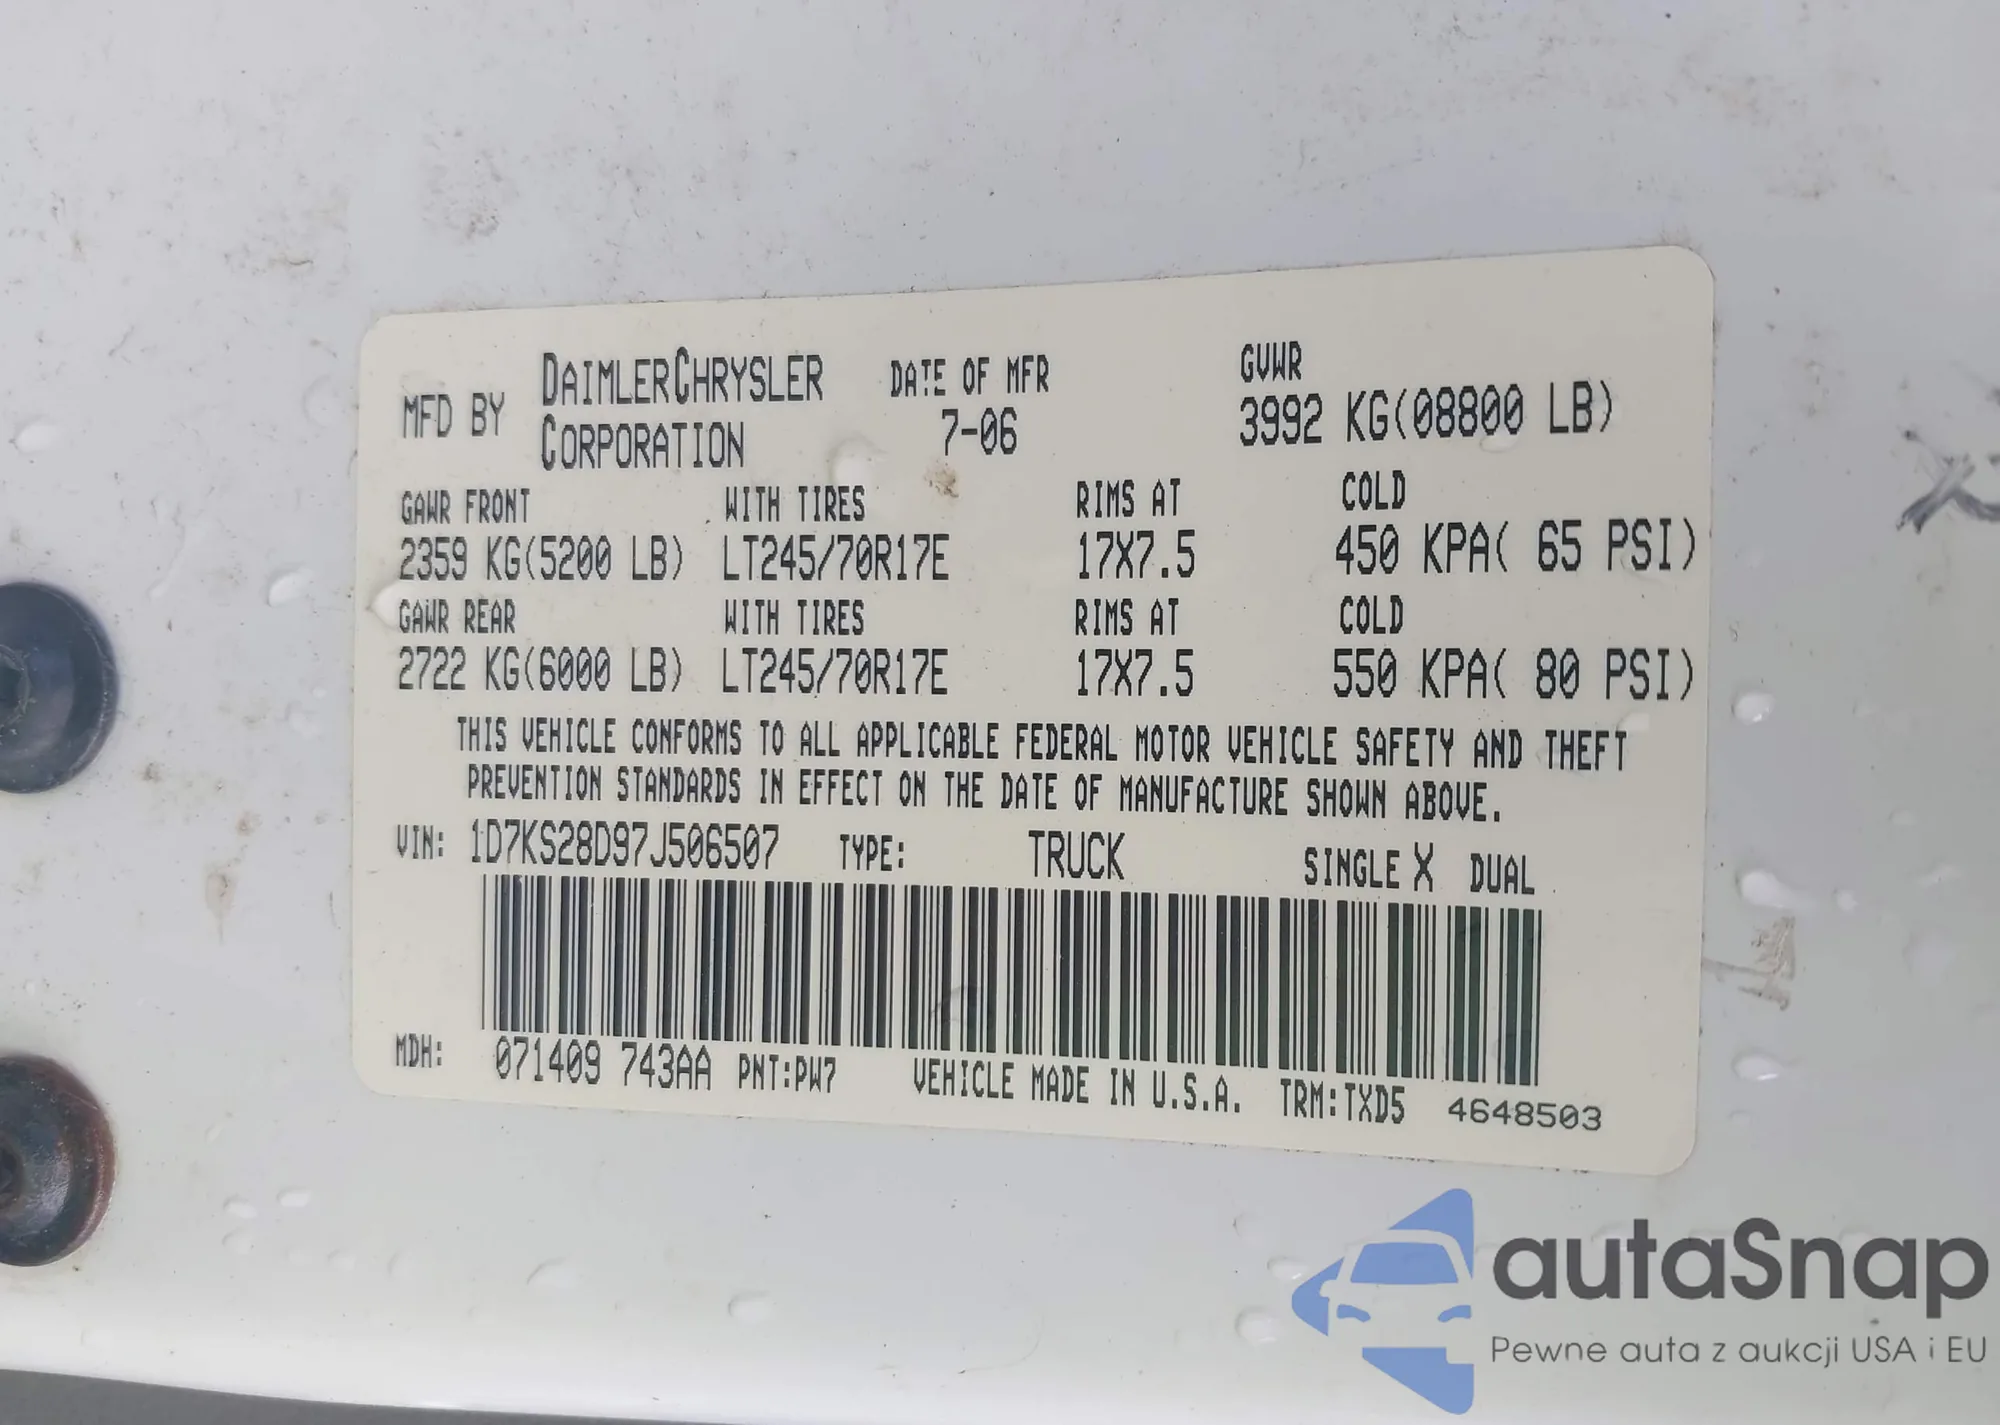 MFD BY DAIMLERCHRYSLER CORPORATION DATE OF MFR 7-06 GVWR 3992 KG(08800 LB)
GAWR FRONT WITH TIRES RIMS AT COLD
2359 KG(5200 LB) LT245/70R17E 17X7.5 450 KPA( 65 PSI)
GAWR REAR WITH TIRES RIMS AT COLD
2722 KG(6000 LB) LT245/70R17E 17X7.5 550 KPA( 80 PSI)
THIS VEHICLE CONFORMS TO ALL APPLICABLE FEDERAL MOTOR VEHICLE SAFETY AND THEFT
PREVENTION STANDARDS IN EFFECT ON THE DATE OF MANUFACTURE SHOWN ABOVE.
VIN: 1D7KS28D97J506507 TYPE: TRUCK SINGLE X DUAL
MDH: 071409 743AA PNT:PW7 VEHICLE MADE IN U.S.A. TRM:TXD5 4648503
autaSnap
Pewne auta z aukcji USA i EU